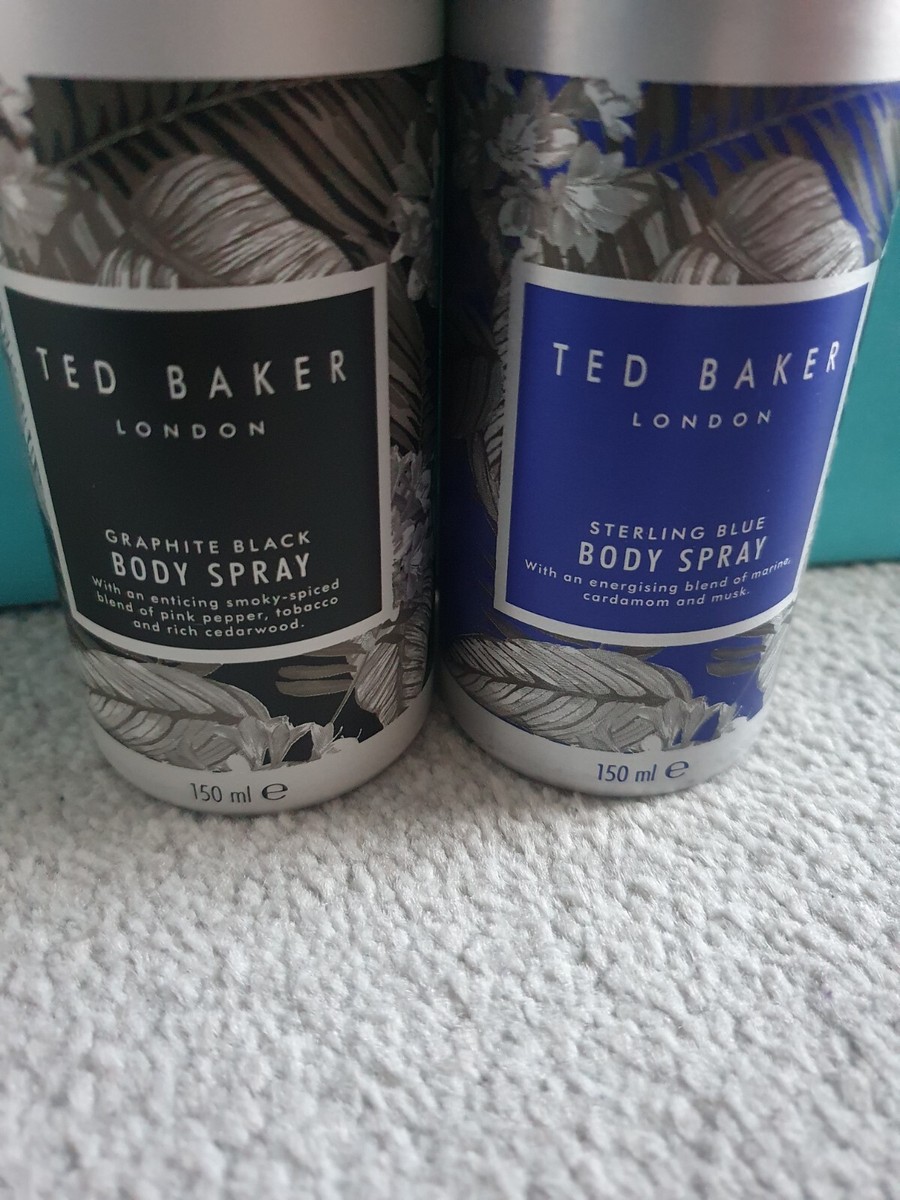 TED BAKER
LONDON
GRAPHITE BLACK
BODY SPRAY
With an enticing smoky-spiced
blend of pink pepper, tobacco
and rich cedarwood.
150 ml ℮
TED BAKER
LONDON
STERLING BLUE
BODY SPRAY
With an energising blend of marine,
cardamom and musk.
150 ml ℮